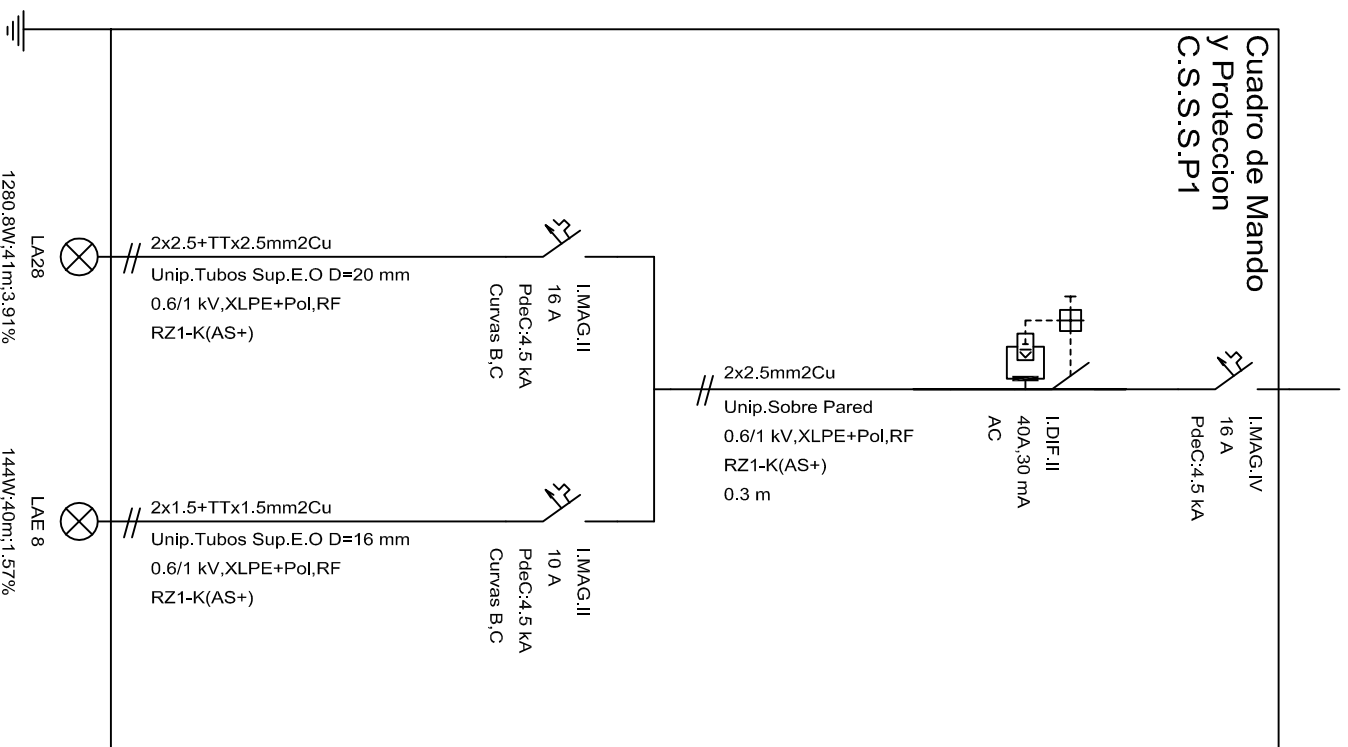 Cuadro de Mando
y Proteccion
C.S.S.S.P1
I.MAG.IV
16 A
PdeC:4.5 kA
I.DIF.II
40A,30 mA
AC
2x2.5mm2Cu
Unip.Sobre Pared
0.6/1 kV,XLPE+Pol,RF
RZ1-K(AS+)
0.3 m
I.MAG.II
16 A
PdeC:4.5 kA
Curvas B,C
2x2.5+TTx2.5mm2Cu
Unip.Tubos Sup.E.O D=20 mm
0.6/1 kV,XLPE+Pol,RF
RZ1-K(AS+)
LA28
1280.8W;41m;3.91%
I.MAG.II
10 A
PdeC:4.5 kA
Curvas B,C
2x1.5+TTx1.5mm2Cu
Unip.Tubos Sup.E.O D=16 mm
0.6/1 kV,XLPE+Pol,RF
RZ1-K(AS+)
LAE 8
144W;40m;1.57%